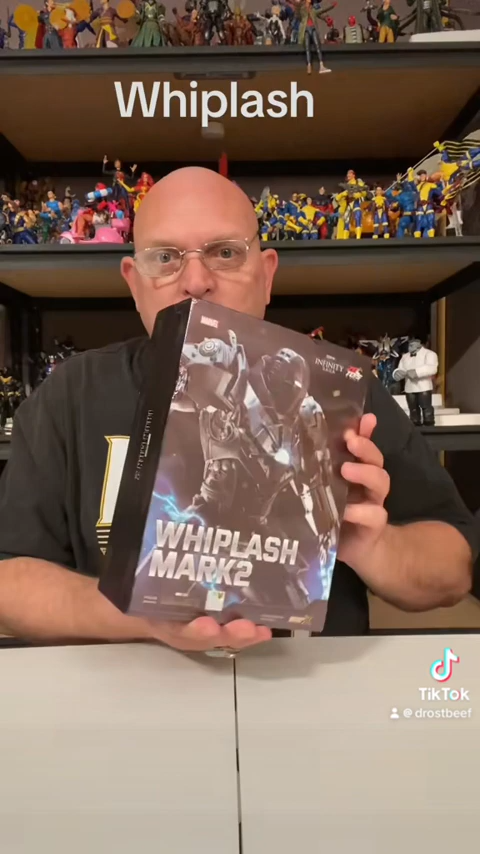 Whiplash
MARVEL
INFINITY
SAGA
WHIPLASH
MARK2
TikTok
@drostbeef